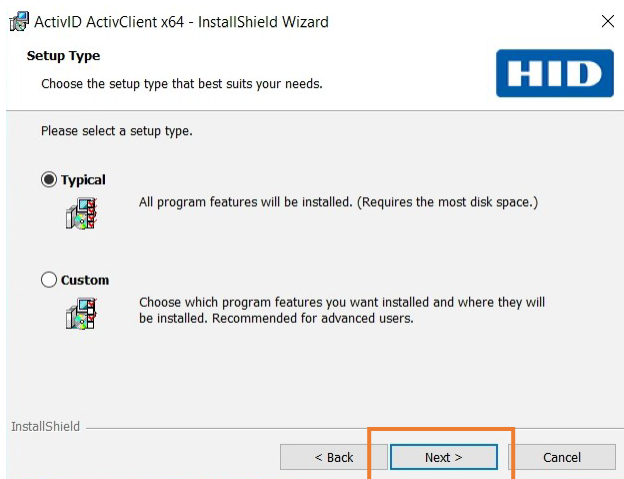 ActivID ActivClient x64 - InstallShield Wizard
Setup Type
Choose the setup type that best suits your needs.
HID
Please select a setup type.
Typical
All program features will be installed. (Requires the most disk space.)
Custom
Choose which program features you want installed and where they will
be installed. Recommended for advanced users.
InstallShield
< Back
Next >
Cancel